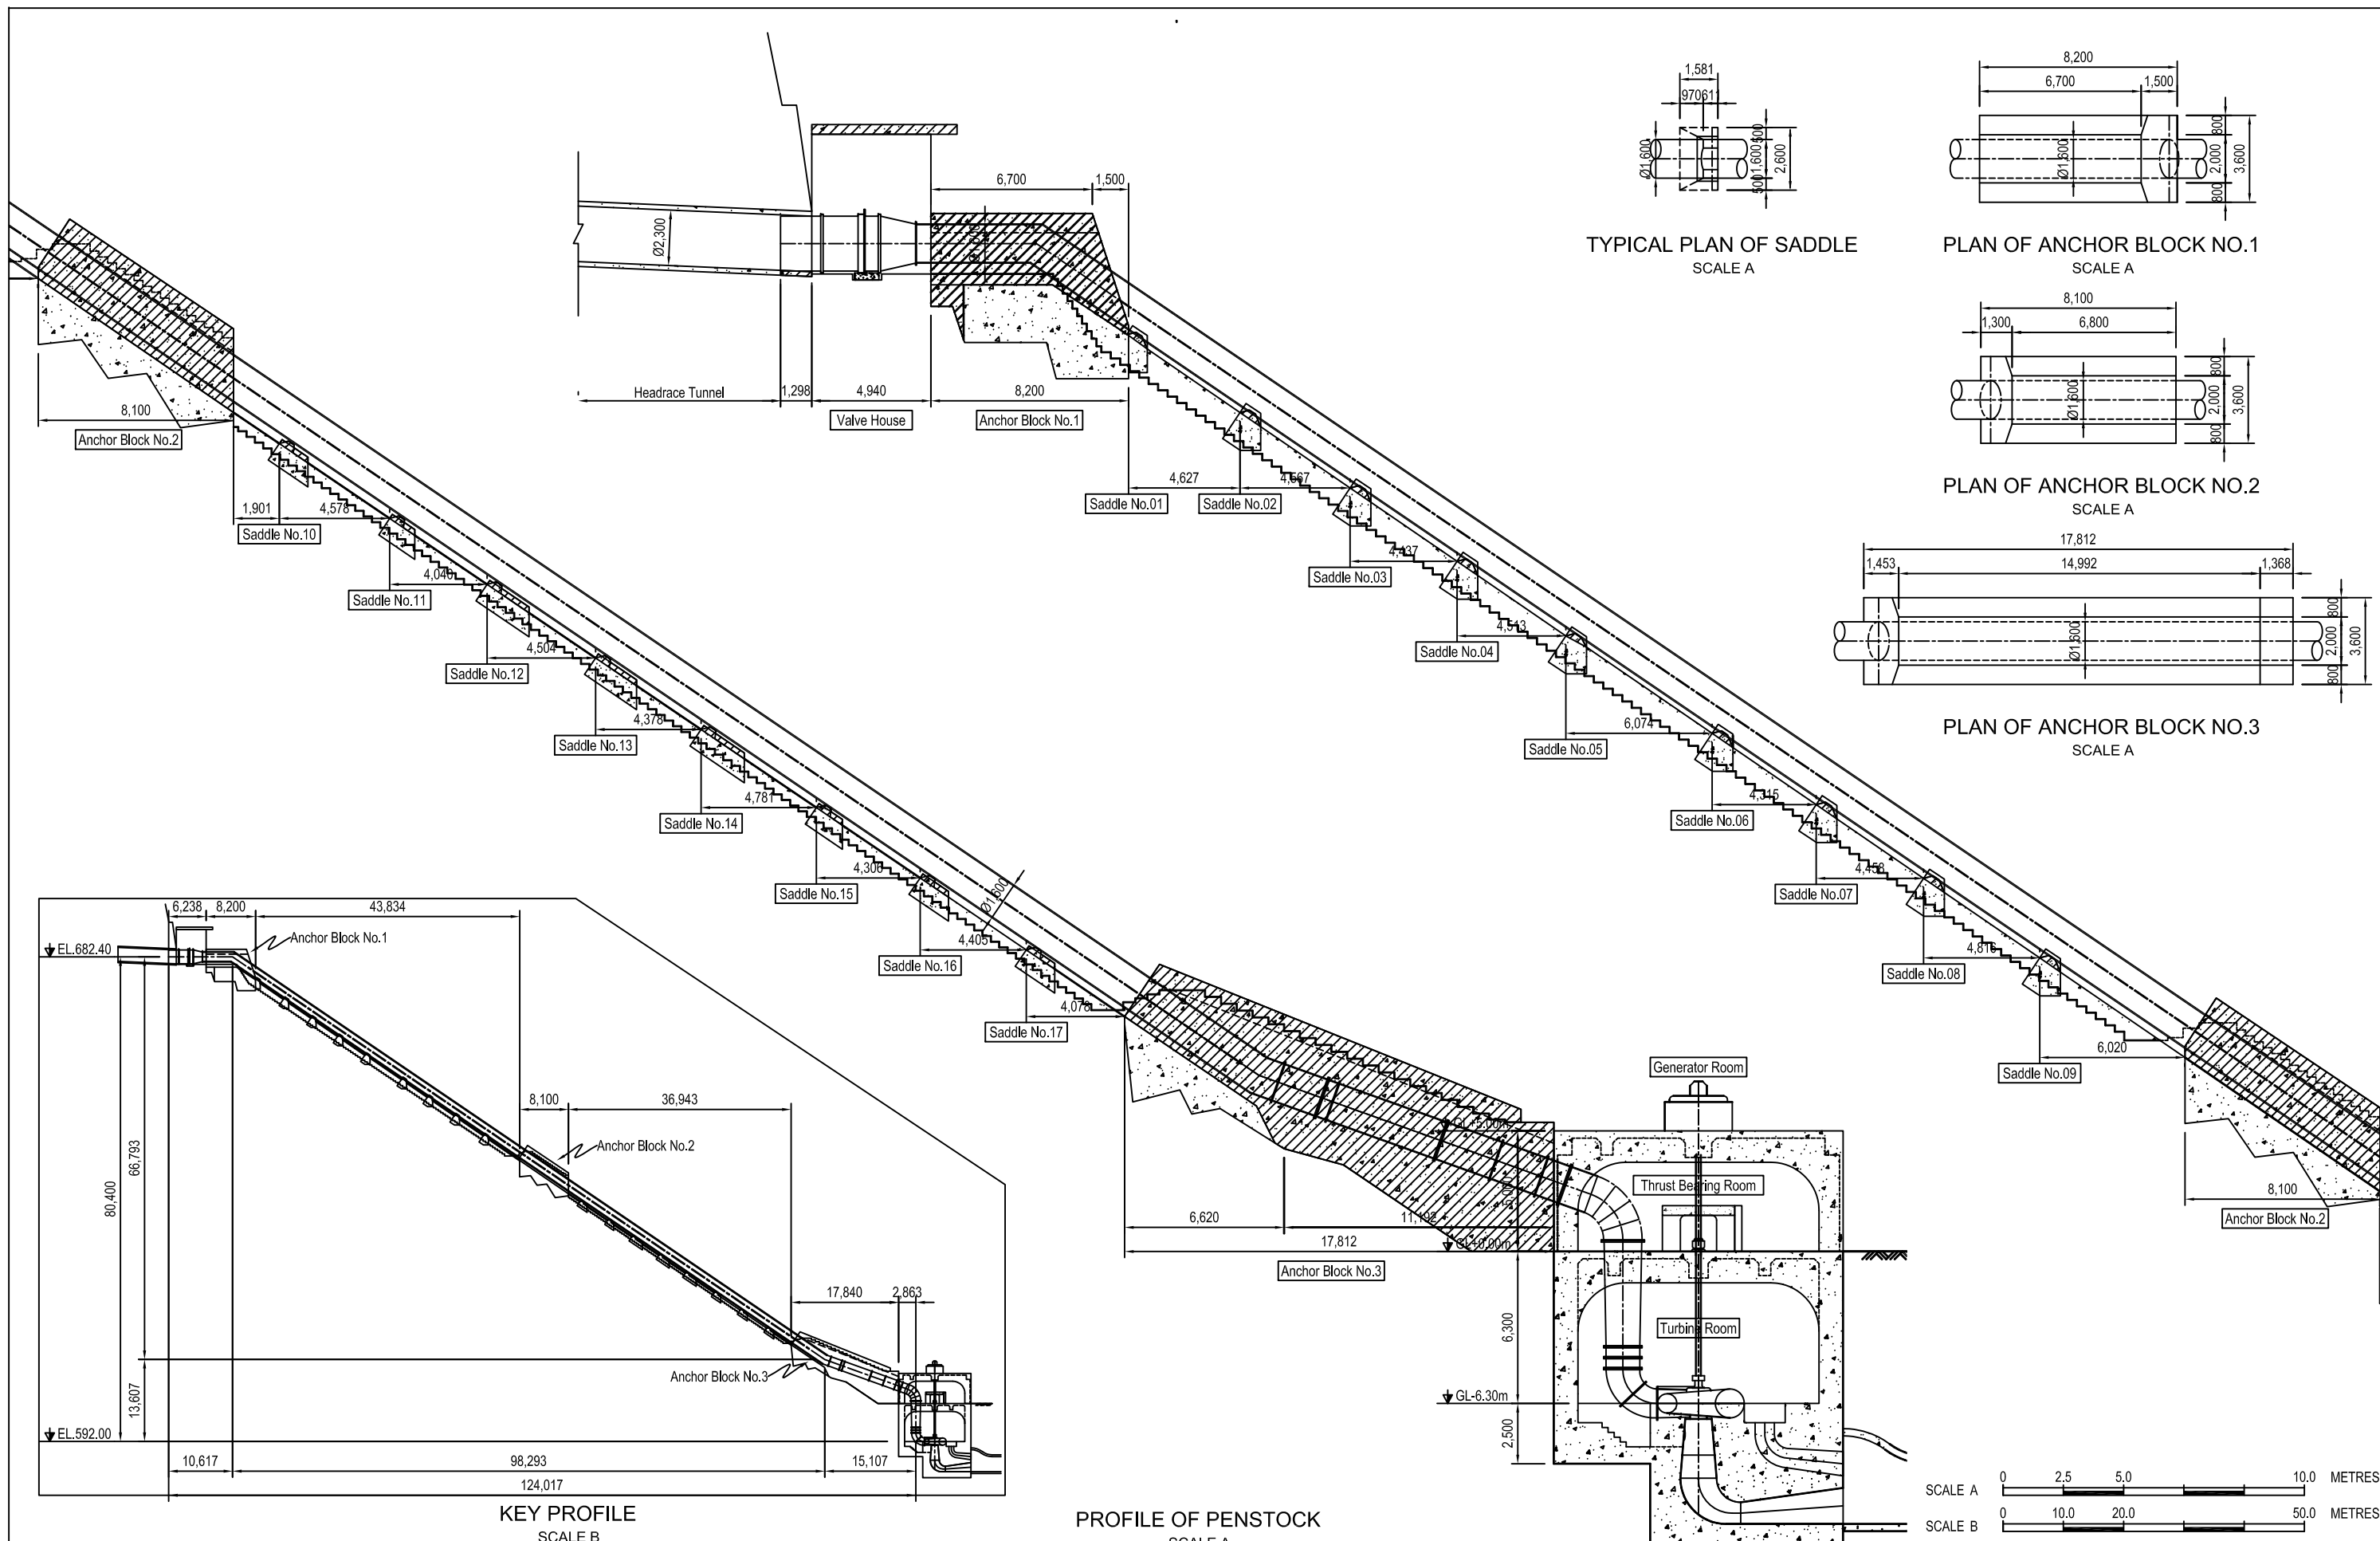 1,581
970 611
Ø1,600
500
1,600
500
2,600
TYPICAL PLAN OF SADDLE
SCALE A
8,200
6,700
1,500
Ø1,600
800
2,000
800
3,600
PLAN OF ANCHOR BLOCK NO.1
SCALE A
8,100
1,300
6,800
Ø1,600
800
2,000
800
3,600
PLAN OF ANCHOR BLOCK NO.2
SCALE A
17,812
1,453
14,992
1,368
Ø1,600
800
2,000
800
3,600
PLAN OF ANCHOR BLOCK NO.3
SCALE A
6,700
1,500
Ø2,300
Headrace Tunnel
1,298
4,940
8,200
Valve House
Anchor Block No.1
4,627
4,667
Saddle No.01
Saddle No.02
4,437
Saddle No.03
4,513
Saddle No.04
6,074
Saddle No.05
4,315
Saddle No.06
4,458
Saddle No.07
4,816
Saddle No.08
6,020
Saddle No.09
8,100
Anchor Block No.2
8,100
Anchor Block No.2
1,901
4,578
Saddle No.10
4,040
Saddle No.11
4,504
Saddle No.12
4,378
Saddle No.13
4,781
Saddle No.14
4,306
Saddle No.15
4,405
Saddle No.16
4,078
Saddle No.17
Ø1,600
6,620
11,192
17,812
Anchor Block No.3
Generator Room
Thrust Bearing Room
Turbine Room
GL+5.00m
5,000
GL+0.00m
6,300
GL-6.30m
2,500
6,238
8,200
43,834
EL.682.40
Anchor Block No.1
8,100
36,943
Anchor Block No.2
66,793
80,400
17,840
2,863
Anchor Block No.3
13,607
EL.592.00
10,617
98,293
15,107
124,017
KEY PROFILE
SCALE B
PROFILE OF PENSTOCK
SCALE A
SCALE A
0 2.5 5.0 10.0 METRES
SCALE B
0 10.0 20.0 50.0 METRES